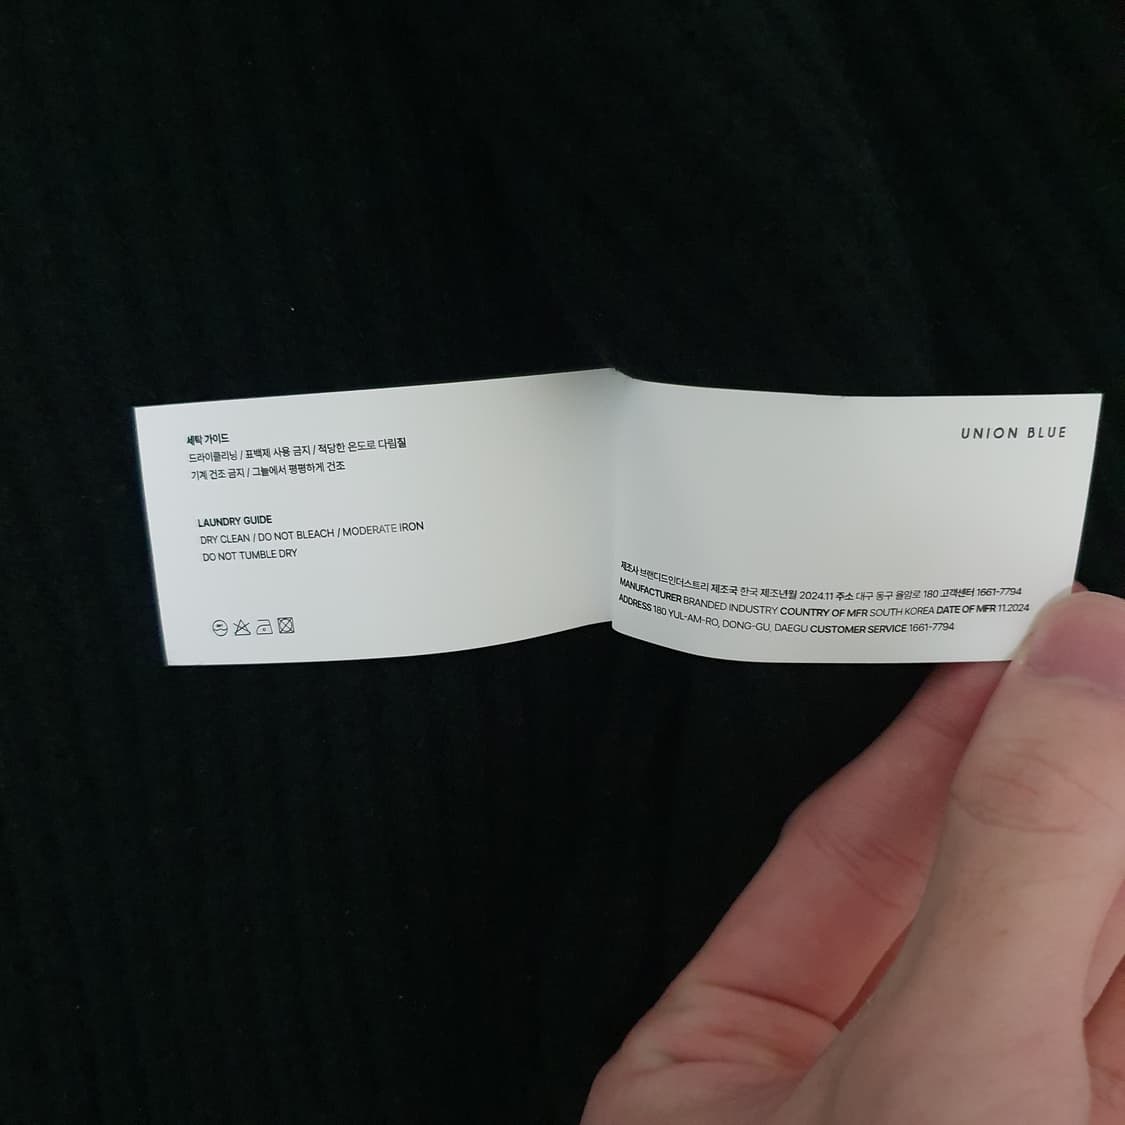 세탁 가이드
드라이클리닝 / 표백제 사용 금지 / 적당한 온도로 다림질
기계 건조 금지 / 그늘에서 평평하게 건조
LAUNDRY GUIDE
DRY CLEAN / DO NOT BLEACH / MODERATE IRON
DO NOT TUMBLE DRY
UNION BLUE
제조사 브랜디드인더스트리 제조국 한국 제조년월 2024.11 주소 대구 동구 율암로 180 고객센터 1661-7794
MANUFACTURER BRANDED INDUSTRY COUNTRY OF MFR SOUTH KOREA DATE OF MFR 11.2024
ADDRESS 180 YUL-AM-RO, DONG-GU, DAEGU CUSTOMER SERVICE 1661-7794